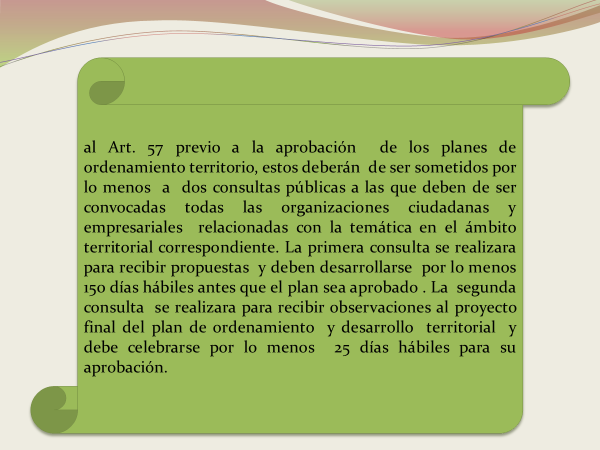 al Art. 57 previo a la aprobación de los planes de
ordenamiento territorio, estos deberán de ser sometidos por
lo menos a dos consultas públicas a las que deben de ser
convocadas todas las organizaciones ciudadanas y
empresariales relacionadas con la temática en el ámbito
territorial correspondiente. La primera consulta se realizara
para recibir propuestas y deben desarrollarse por lo menos
150 días hábiles antes que el plan sea aprobado . La segunda
consulta se realizara para recibir observaciones al proyecto
final del plan de ordenamiento y desarrollo territorial y
debe celebrarse por lo menos 25 días hábiles para su
aprobación.